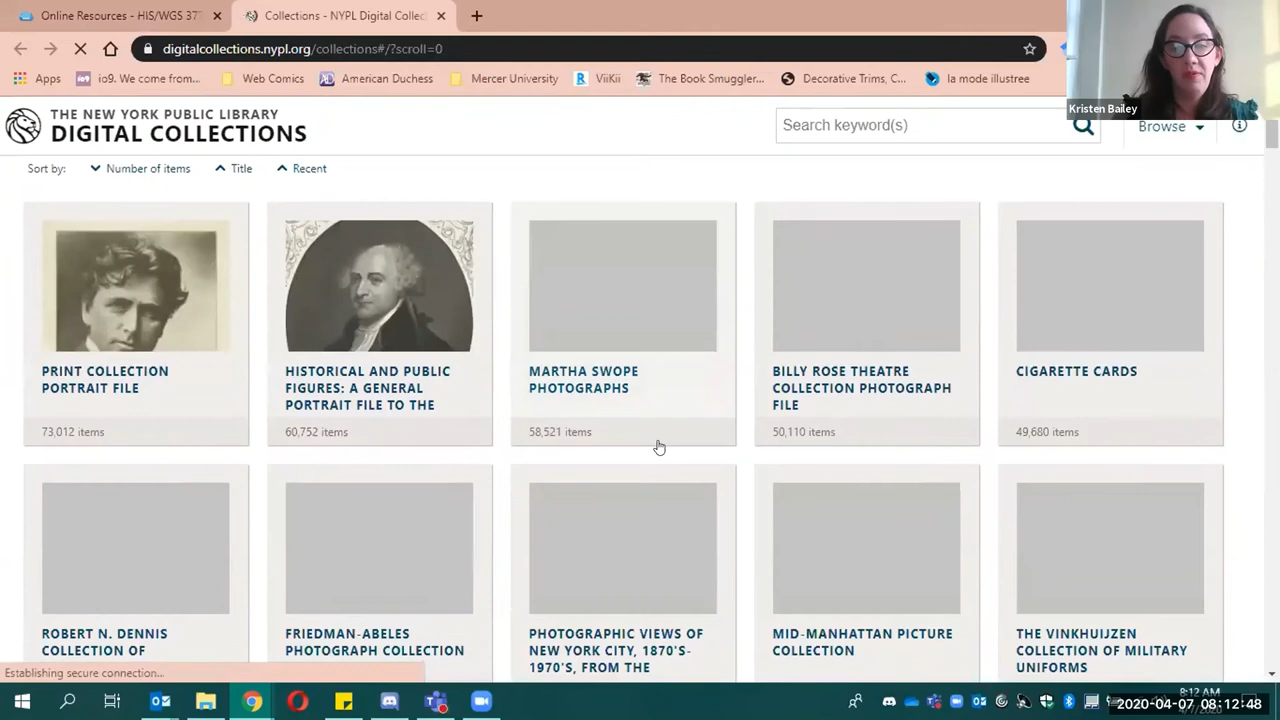 Online Resources - HIS/WGS 37
Collections - NYPL Digital Collec
digitalcollections.nypl.org/collections#/?scroll=0
Apps
io9. We come from...
Web Comics
American Duchess
Mercer University
ViiKii
The Book Smuggler...
Decorative Trims, C...
la mode illustree
Kristen Bailey
THE NEW YORK PUBLIC LIBRARY
DIGITAL COLLECTIONS
Search keyword(s)
Browse
Sort by:
Number of items
Title
Recent
PRINT COLLECTION
PORTRAIT FILE
73,012 items
HISTORICAL AND PUBLIC
FIGURES: A GENERAL
PORTRAIT FILE TO THE
60,752 items
MARTHA SWOPE
PHOTOGRAPHS
58,521 items
BILLY ROSE THEATRE
COLLECTION PHOTOGRAPH
FILE
50,110 items
CIGARETTE CARDS
49,680 items
ROBERT N. DENNIS
COLLECTION OF
FRIEDMAN-ABELES
PHOTOGRAPH COLLECTION
PHOTOGRAPHIC VIEWS OF
NEW YORK CITY, 1870'S-
1970'S, FROM THE
MID-MANHATTAN PICTURE
COLLECTION
THE VINKHUIJZEN
COLLECTION OF MILITARY
UNIFORMS
Establishing secure connection...
8:12 AM
2020-04-07 08:12:48